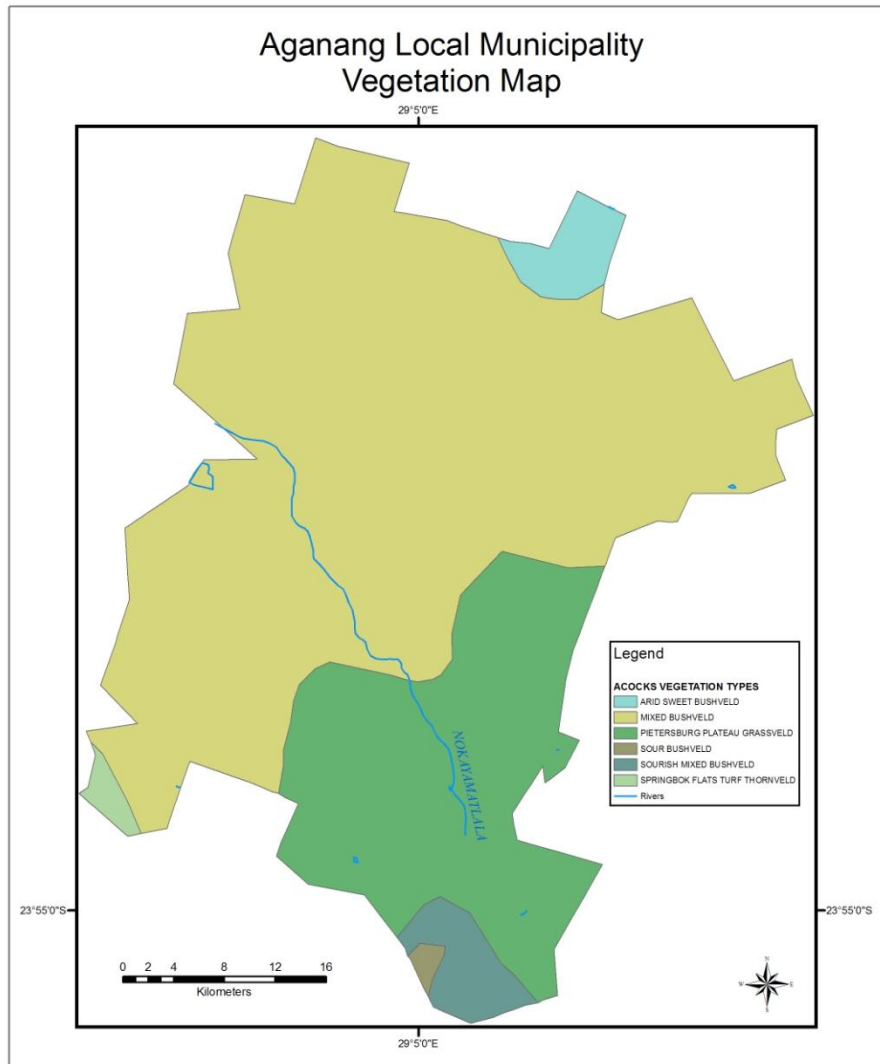 Aganang Local Municipality
Vegetation Map
29°5'0"E
Legend
ACOCKS VEGETATION TYPES
ARID SWEET BUSHVELD
MIXED BUSHVELD
PIETERSBURG PLATEAU GRASSVELD
SOUR BUSHVELD
SOURISH MIXED BUSHVELD
SPRINGBOK FLATS TURF THORNVELD
Rivers
NOKAYAMATLALA
23°55'0"S
23°55'0"S
0 2 4 8 12 16
Kilometers
N
W E
S
29°5'0"E